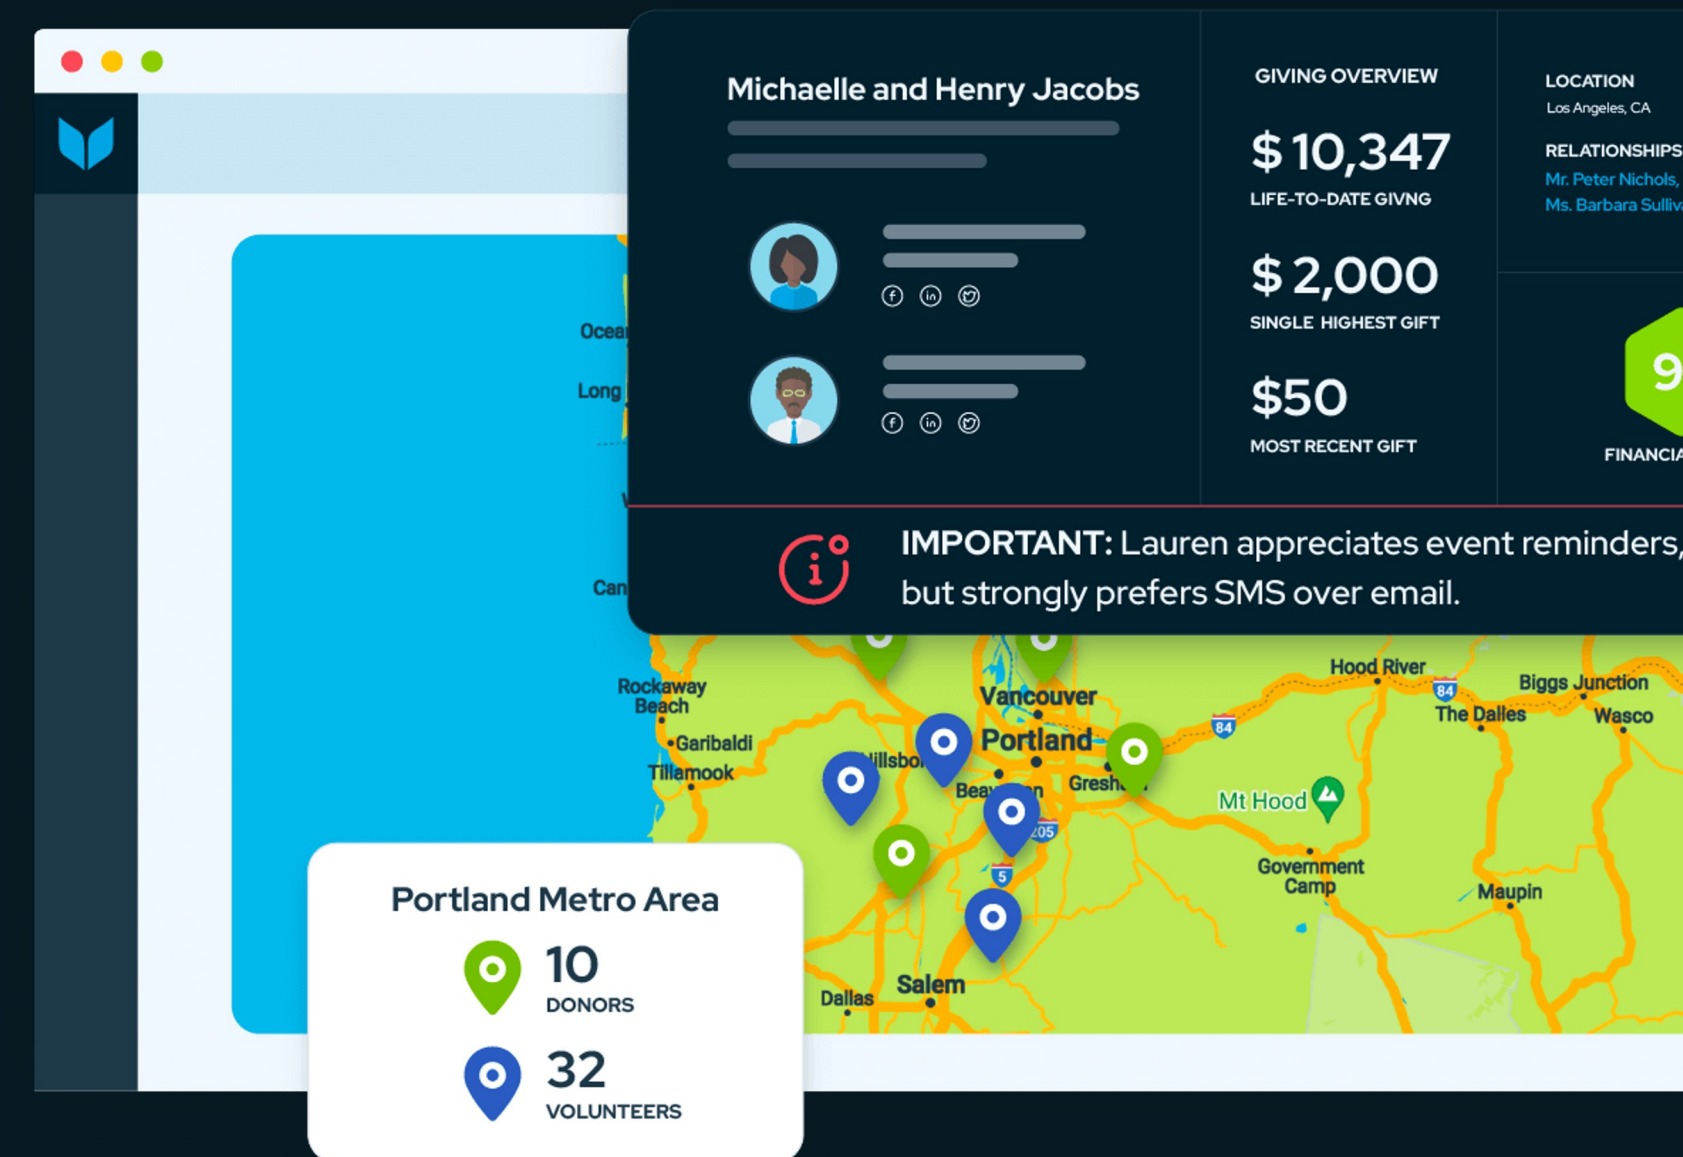 Michaelle and Henry Jacobs
GIVING OVERVIEW
$ 10,347
LIFE-TO-DATE GIVNG
$ 2,000
SINGLE HIGHEST GIFT
$50
MOST RECENT GIFT
LOCATION
Los Angeles, CA
RELATIONSHIPS
Mr. Peter Nichols,
Ms. Barbara
9
IMPORTANT: Lauren appreciates event reminders,
but strongly prefers SMS over email.
Long
Rockaway
Beach
Garibaldi
Tillamook
Vancouver
Portland
Hood River
84
Biggs Junction
The Dalles
Wasco
84
Mt Hood
205
5
Government
Camp
Maupin
Salem
Dallas
Portland Metro Area
10
DONORS
32
VOLUNTEERS